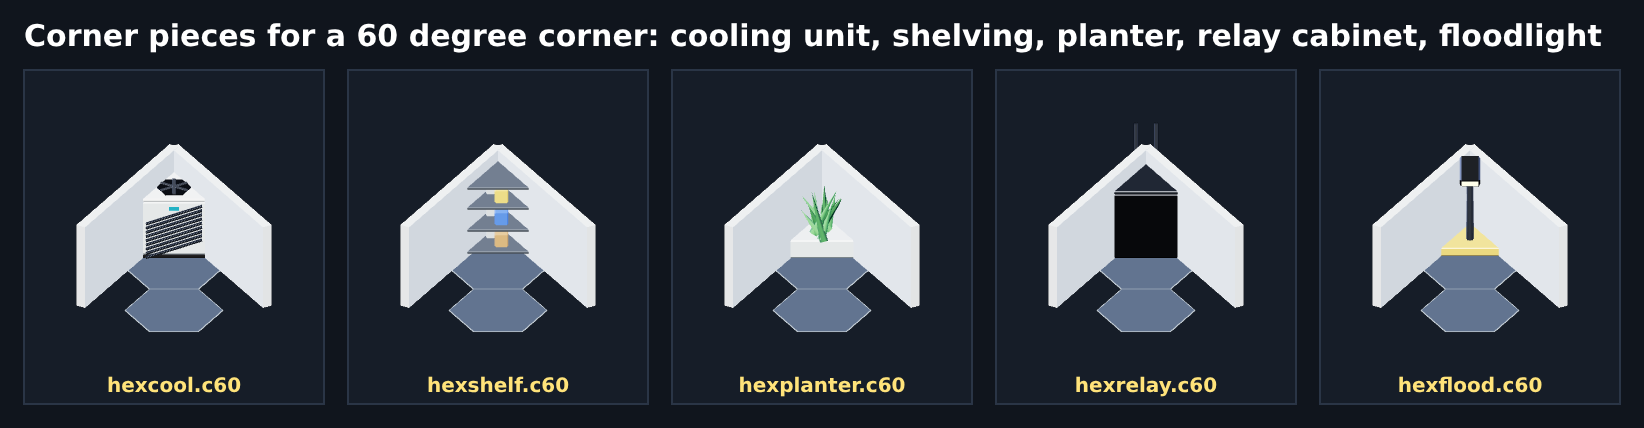 Corner pieces for a 60 degree corner: cooling unit, shelving, planter, relay cabinet, floodlight
hexcool.c60
hexshelf.c60
hexplanter.c60
hexrelay.c60
hexflood.c60